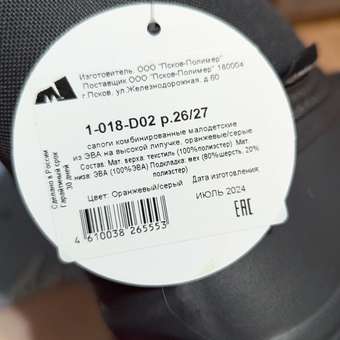 Изготовитель: ООО "Псков-Полимер"
Поставщик ООО "Псков-Полимер" 180004
г.Псков, ул.Железнодорожная, д.60
1-018-D02 р.26/27
сапоги комбинированные малодетские
из ЭВА на высокой липучке, оранжевые/серые
Состав: Мат. верха: текстиль (100%полиэстер) Мат.
низа: ЭВА (100%ЭВА) Подкладка: мех (80%шерсть, 20%
полиэстер)
Цвет: Оранжевый/серый
Дата изготовления:
ИЮЛЬ 2024
4 610038 265553
EAC
Сделано в России
Гарантийный срок
30 дней